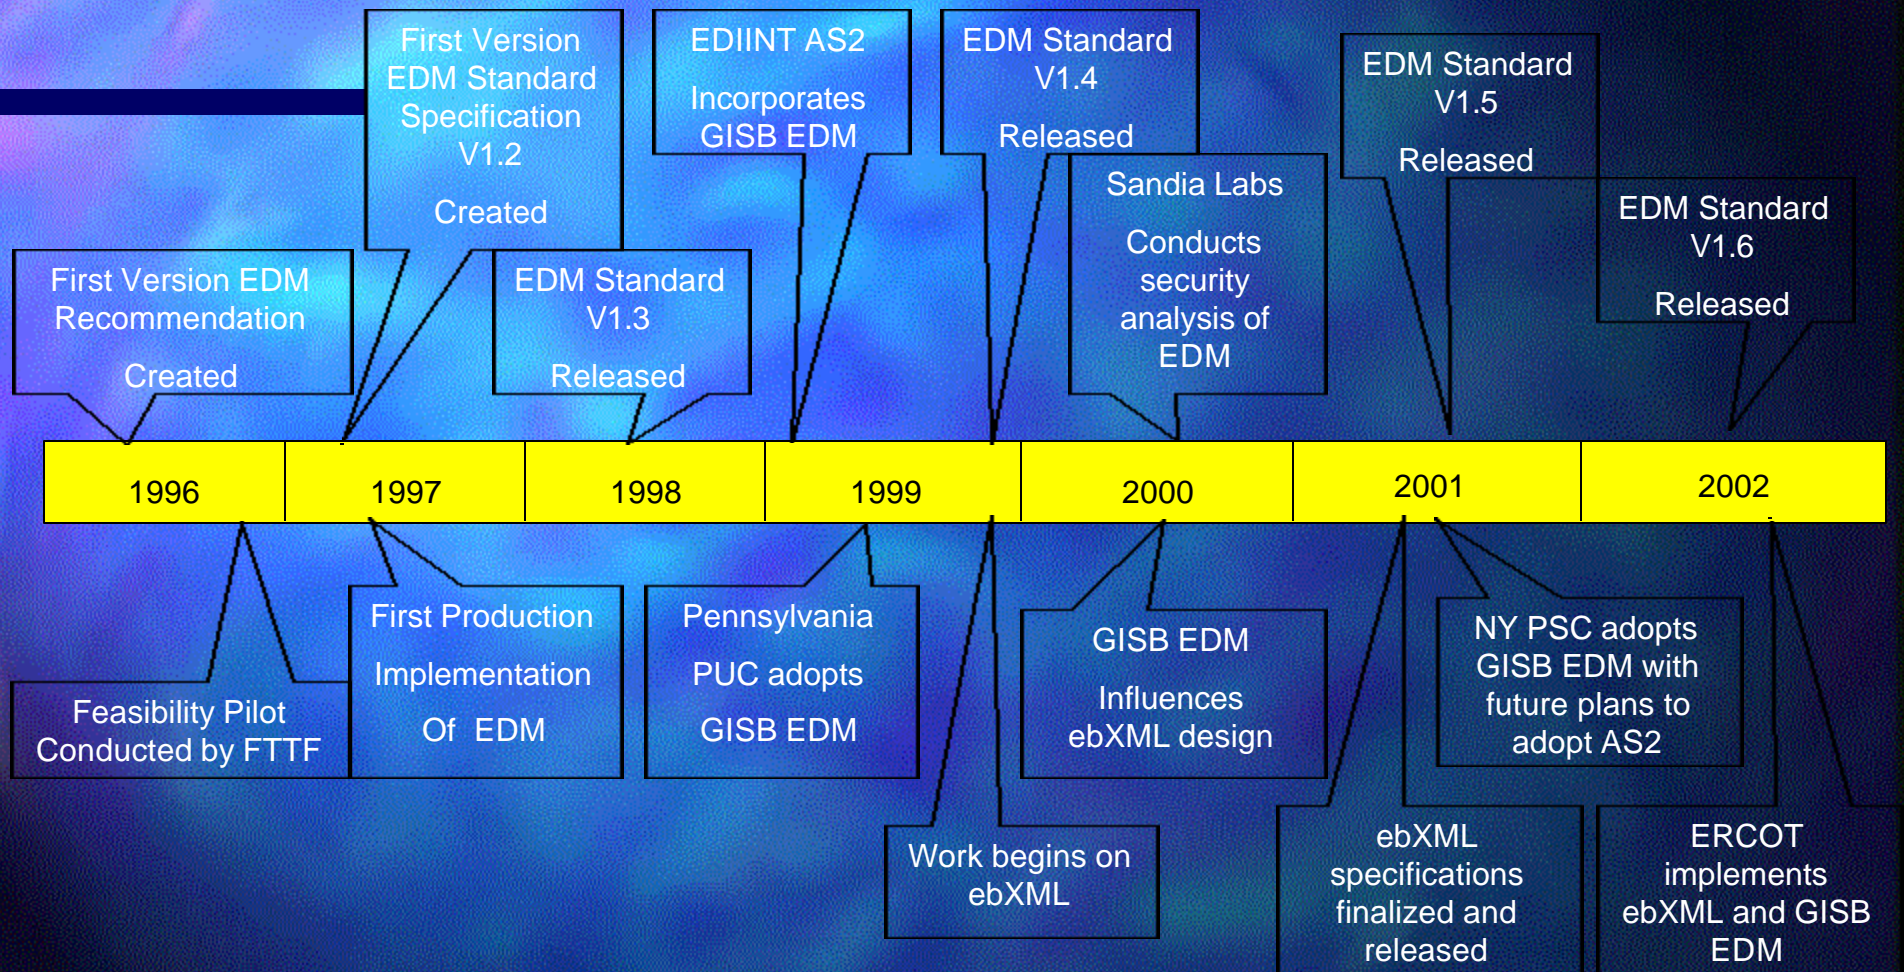 First Version
EDM Standard
Specification
V1.2
Created
EDIINT AS2
Incorporates
GISB EDM
EDM Standard
V1.4
Released
EDM Standard
V1.5
Released
Sandia Labs
Conducts
security
analysis of
EDM
EDM Standard
V1.6
Released
First Version EDM
Recommendation
Created
EDM Standard
V1.3
Released
1996
1997
1998
1999
2000
2001
2002
Feasibility Pilot
Conducted by FTTF
First Production
Implementation
Of EDM
Pennsylvania
PUC adopts
GISB EDM
GISB EDM
Influences
ebXML design
NY PSC adopts
GISB EDM with
future plans to
adopt AS2
Work begins on
ebXML
ebXML
specifications
finalized and
released
ERCOT
implements
ebXML and GISB
EDM